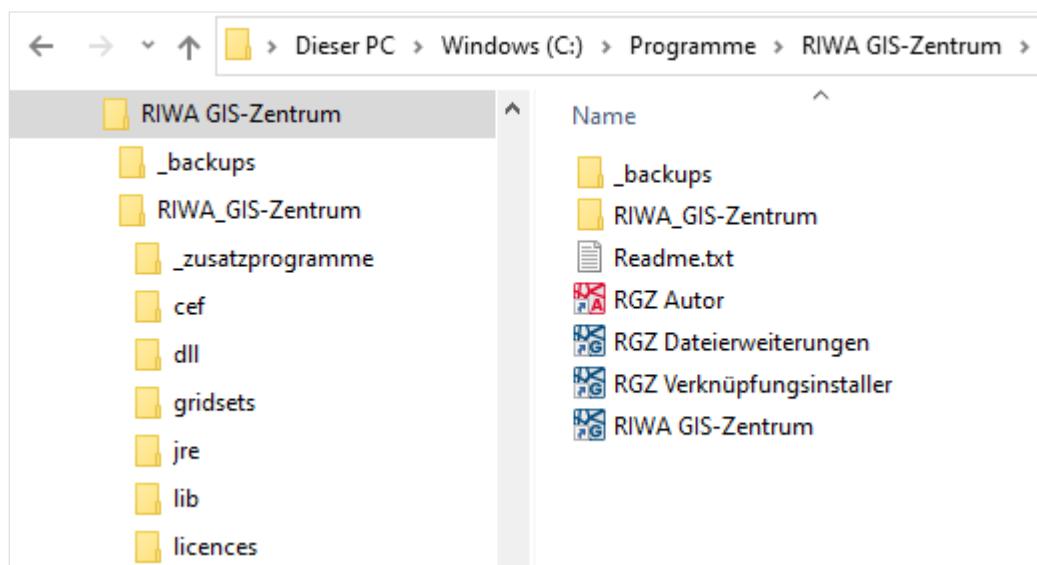 Dieser PC > Windows (C:) > Programme > RIWA GIS-Zentrum >
RIWA GIS-Zentrum
_backups
RIWA_GIS-Zentrum
_zusatzprogramme
cef
dll
gridsets
jre
lib
licences
Name
_backups
RIWA_GIS-Zentrum
Readme.txt
RGZ Autor
RGZ Dateierweiterungen
RGZ Verknüpfungsinstaller
RIWA GIS-Zentrum